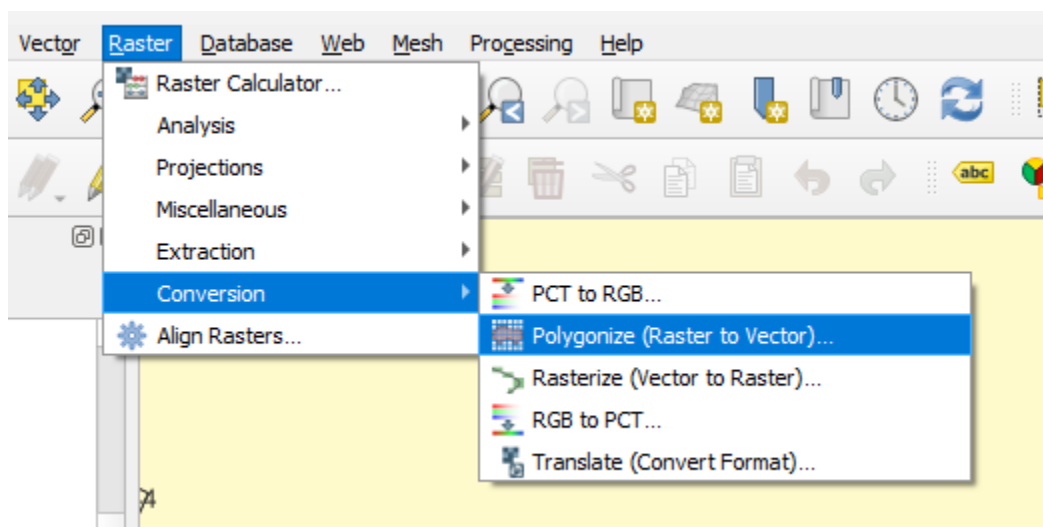 Vector Raster Database Web Mesh Processing Help
Raster Calculator...
Analysis
Projections
Miscellaneous
Extraction
Conversion
Align Rasters...
PCT to RGB...
Polygonize (Raster to Vector)...
Rasterize (Vector to Raster)...
RGB to PCT...
Translate (Convert Format)...
abc